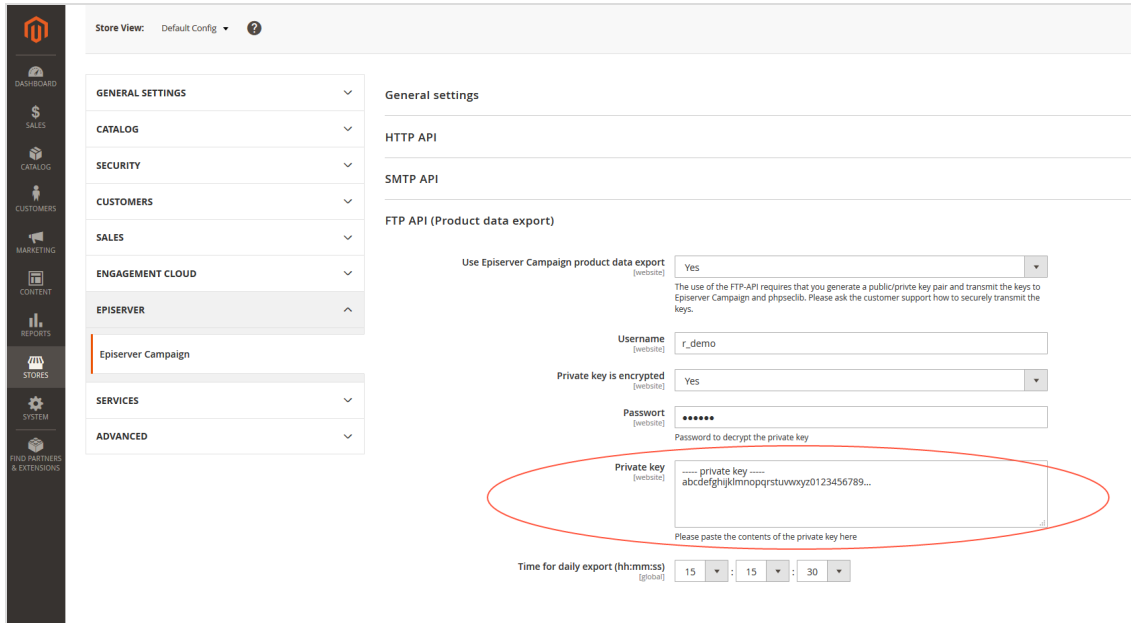 Store View: Default Config ?
DASHBOARD
$
SALES
CATALOG
CUSTOMERS
MARKETING
CONTENT
REPORTS
STORES
SYSTEM
FIND PARTNERS
& EXTENSIONS
GENERAL SETTINGS
CATALOG
SECURITY
CUSTOMERS
SALES
ENGAGEMENT CLOUD
EPISERVER
Episerver Campaign
SERVICES
ADVANCED
General settings
HTTP API
SMTP API
FTP API (Product data export)
Use Episerver Campaign product data export
[website]
Yes
The use of the FTP-API requires that you generate a public/privte key pair and transmit the keys to
Episerver Campaign and phpseclib. Please ask the customer support how to securely transmit the
keys.
Username
[website]
r_demo
Private key is encrypted
[website]
Yes
Passwort
[website]
••••••
Password to decrypt the private key
Private key
[website]
----- private key -----
abcdefghijklmnopqrstuvwxyz0123456789...
Please paste the contents of the private key here
Time for daily export (hh:mm:ss)
[global]
15 : 15 : 30